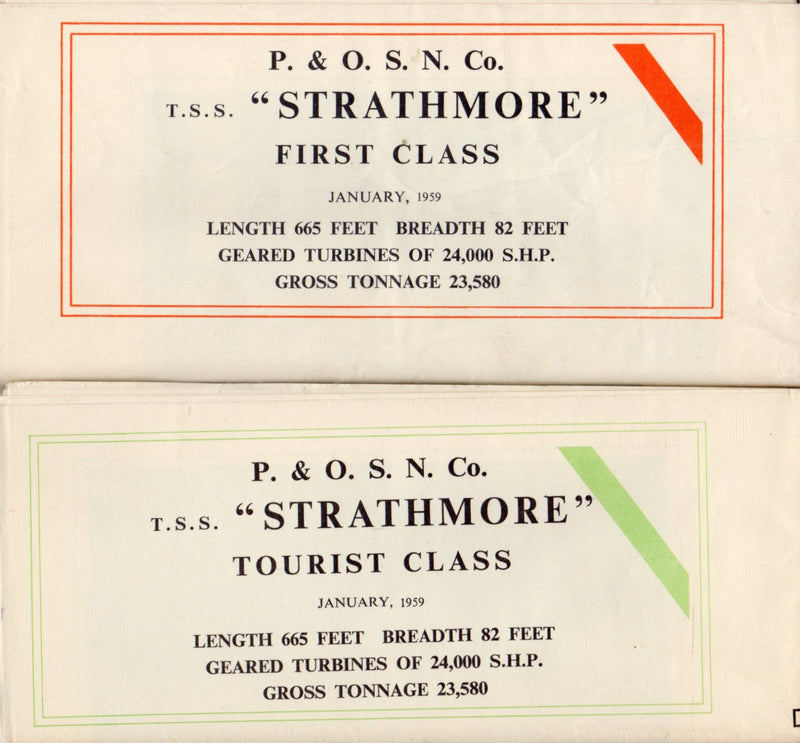 P. & O. S. N. Co.
T.S.S. “STRATHMORE”
FIRST CLASS
JANUARY, 1959
LENGTH 665 FEET BREADTH 82 FEET
GEARED TURBINES OF 24,000 S.H.P.
GROSS TONNAGE 23,580
P. & O. S. N. Co.
T.S.S. “STRATHMORE”
TOURIST CLASS
JANUARY, 1959
LENGTH 665 FEET BREADTH 82 FEET
GEARED TURBINES OF 24,000 S.H.P.
GROSS TONNAGE 23,580